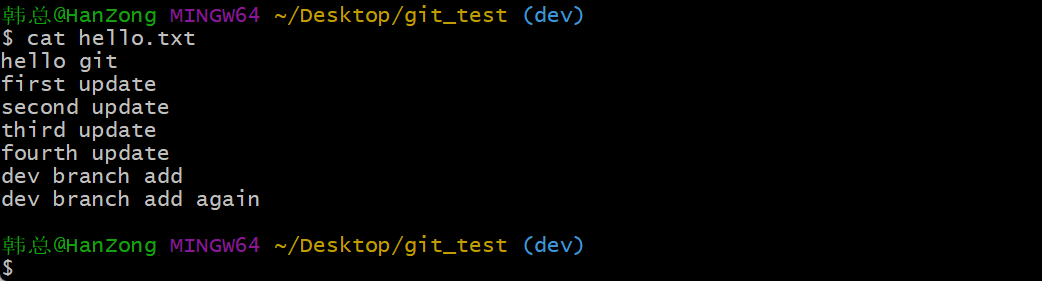 韩总@HanZong MINGW64 ~/Desktop/git_test (dev)
$ cat hello.txt
hello git
first update
second update
third update
fourth update
dev branch add
dev branch add again
韩总@HanZong MINGW64 ~/Desktop/git_test (dev)
$